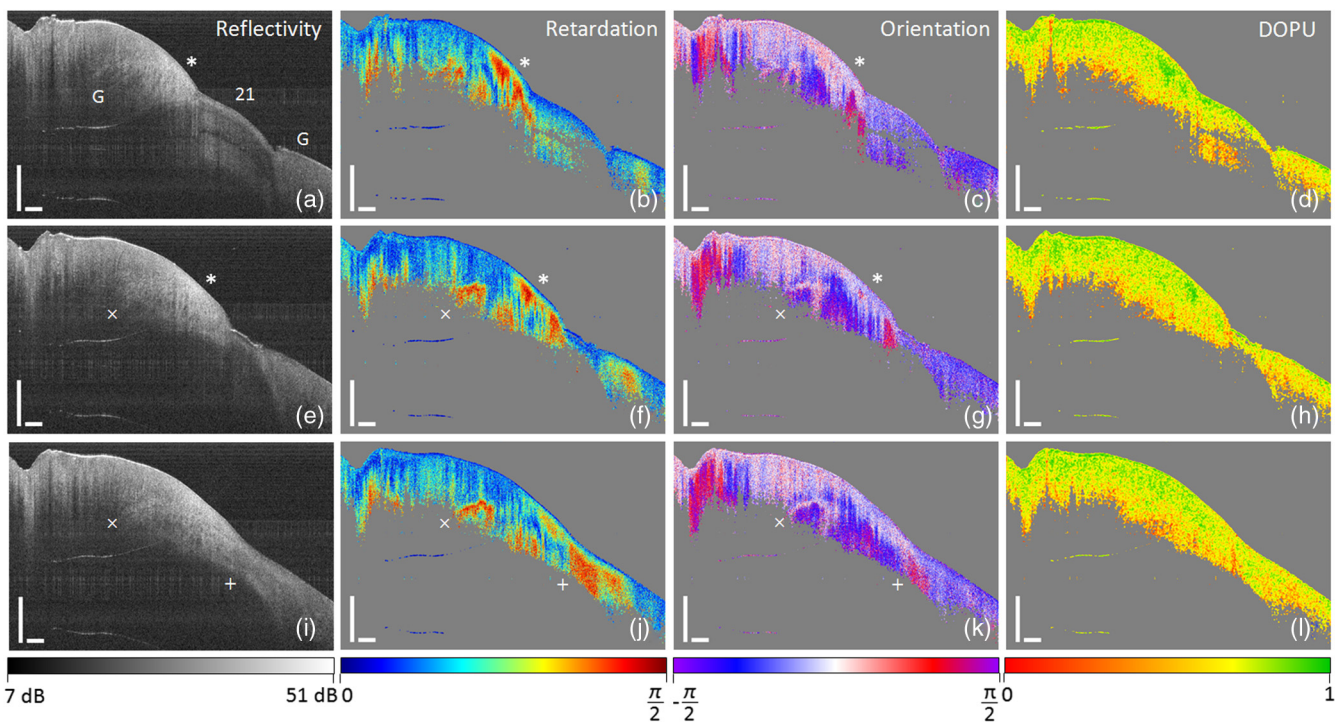 Reflectivity Retardation Orientation DOPU
* * *
G 21 G
(a) (b) (c) (d)
* * *
× × ×
(e) (f) (g) (h)
× × ×
+ + +
(i) (j) (k) (l)
7 dB 51 dB 0 π/2 -π/2 π/2 0 1